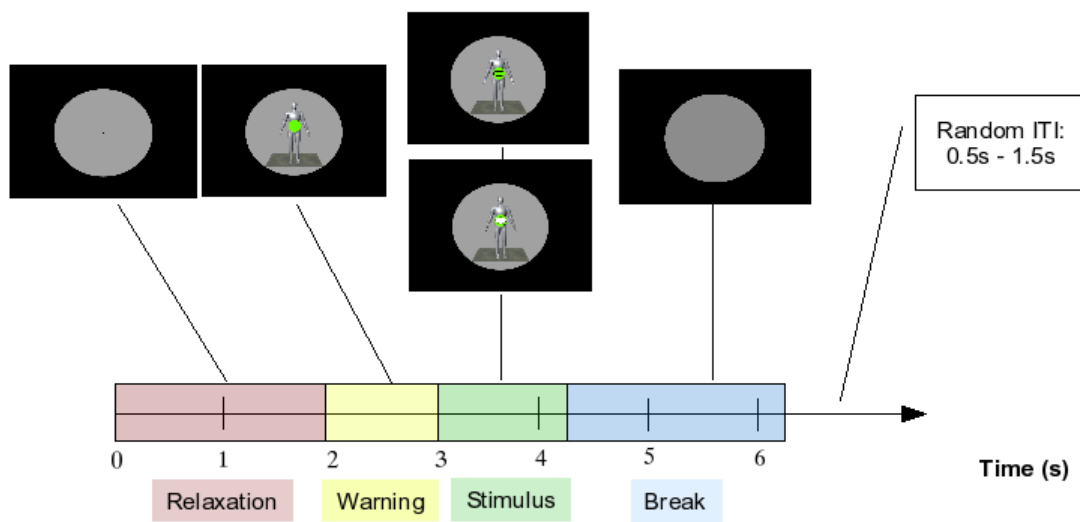 Random ITI:
0.5s - 1.5s
0 1 2 3 4 5 6
Time (s)
Relaxation Warning Stimulus Break